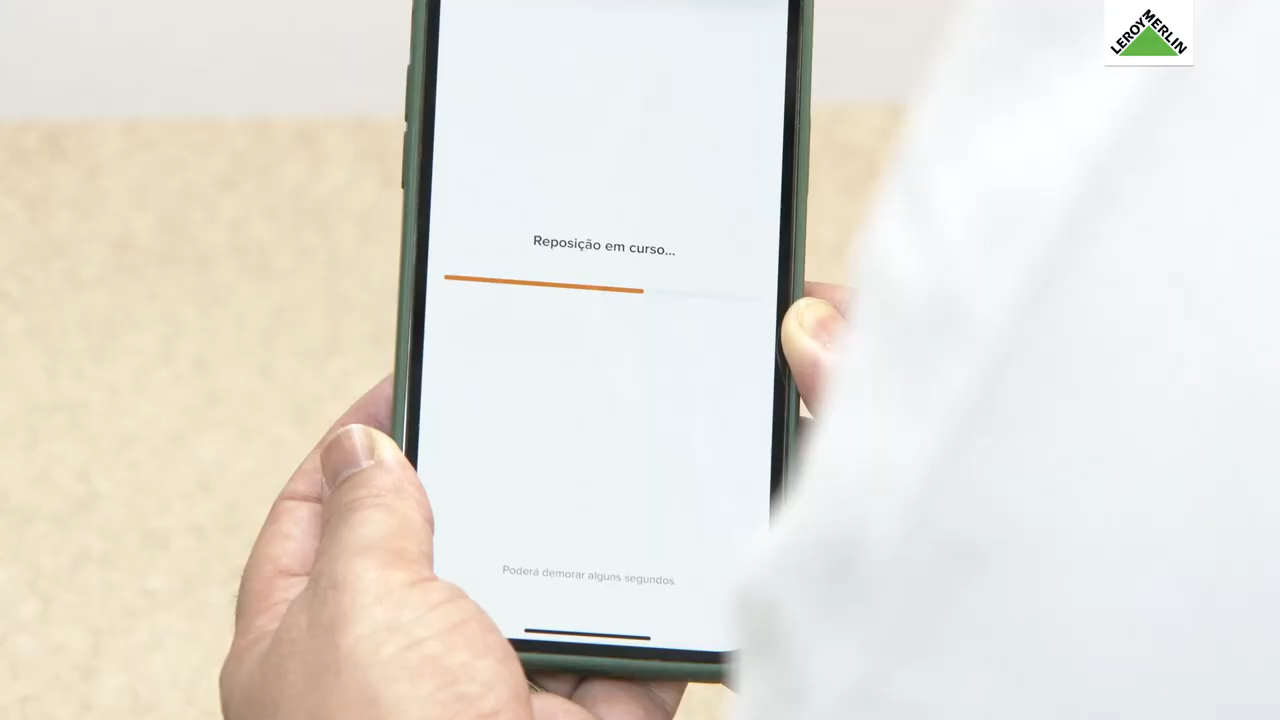 LEROY MERLIN
Reposição em curso...
Poderá demorar alguns segundos.